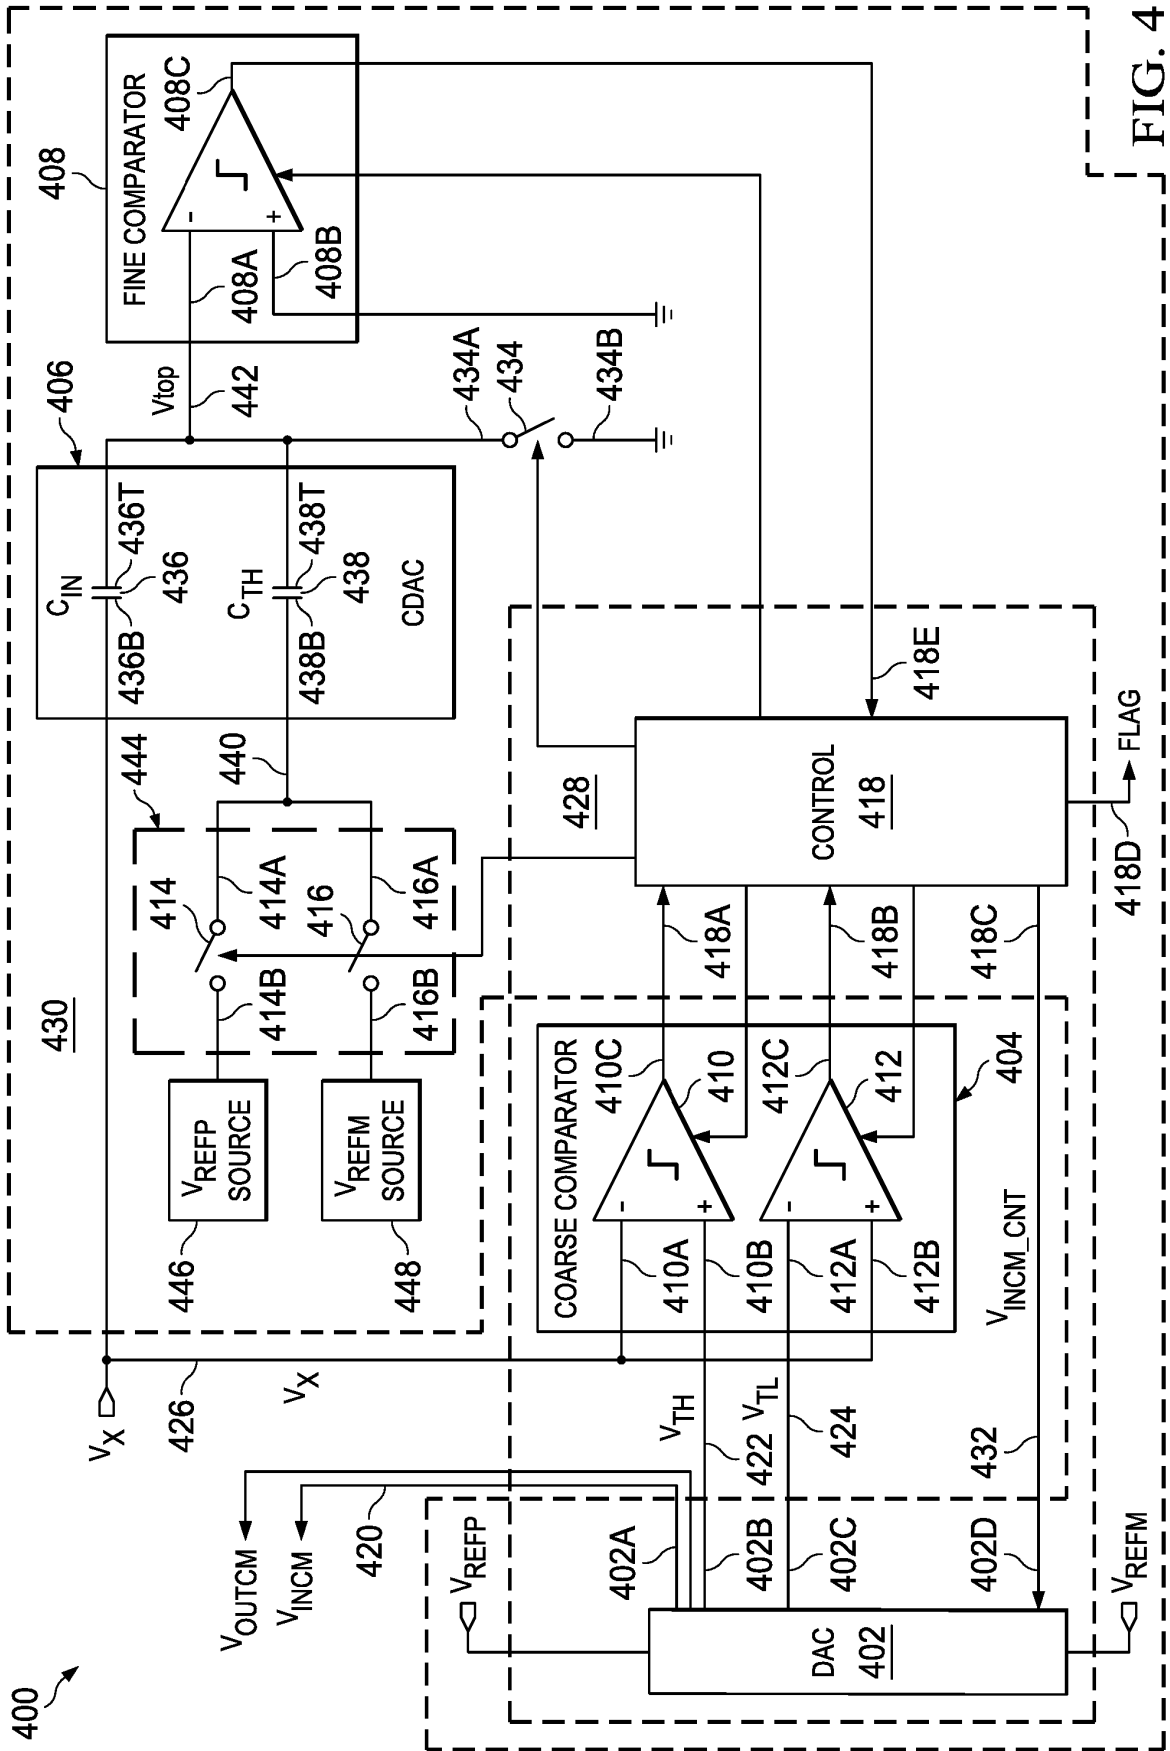 400
430
444
406
408
FINE COMPARATOR
408C
-
+
408A
408B
Vtop
442
C_IN
436T
436
436B
C_TH
438T
438
438B
CDAC
434A
434
434B
440
414
414A
414B
416
416A
416B
V_REFP
SOURCE
446
V_REFM
SOURCE
448
V_X
426
V_X
V_OUTCM
V_INCM
420
COARSE COMPARATOR
404
410C
410
-
+
410A
410B
412C
412
-
+
412A
412B
428
CONTROL
418
418A
418B
418C
418D
418E
FLAG
V_TH
422
V_TL
424
V_INCM_CNT
432
V_REFP
402A
402B
402C
402D
DAC
402
V_REFM
FIG. 4